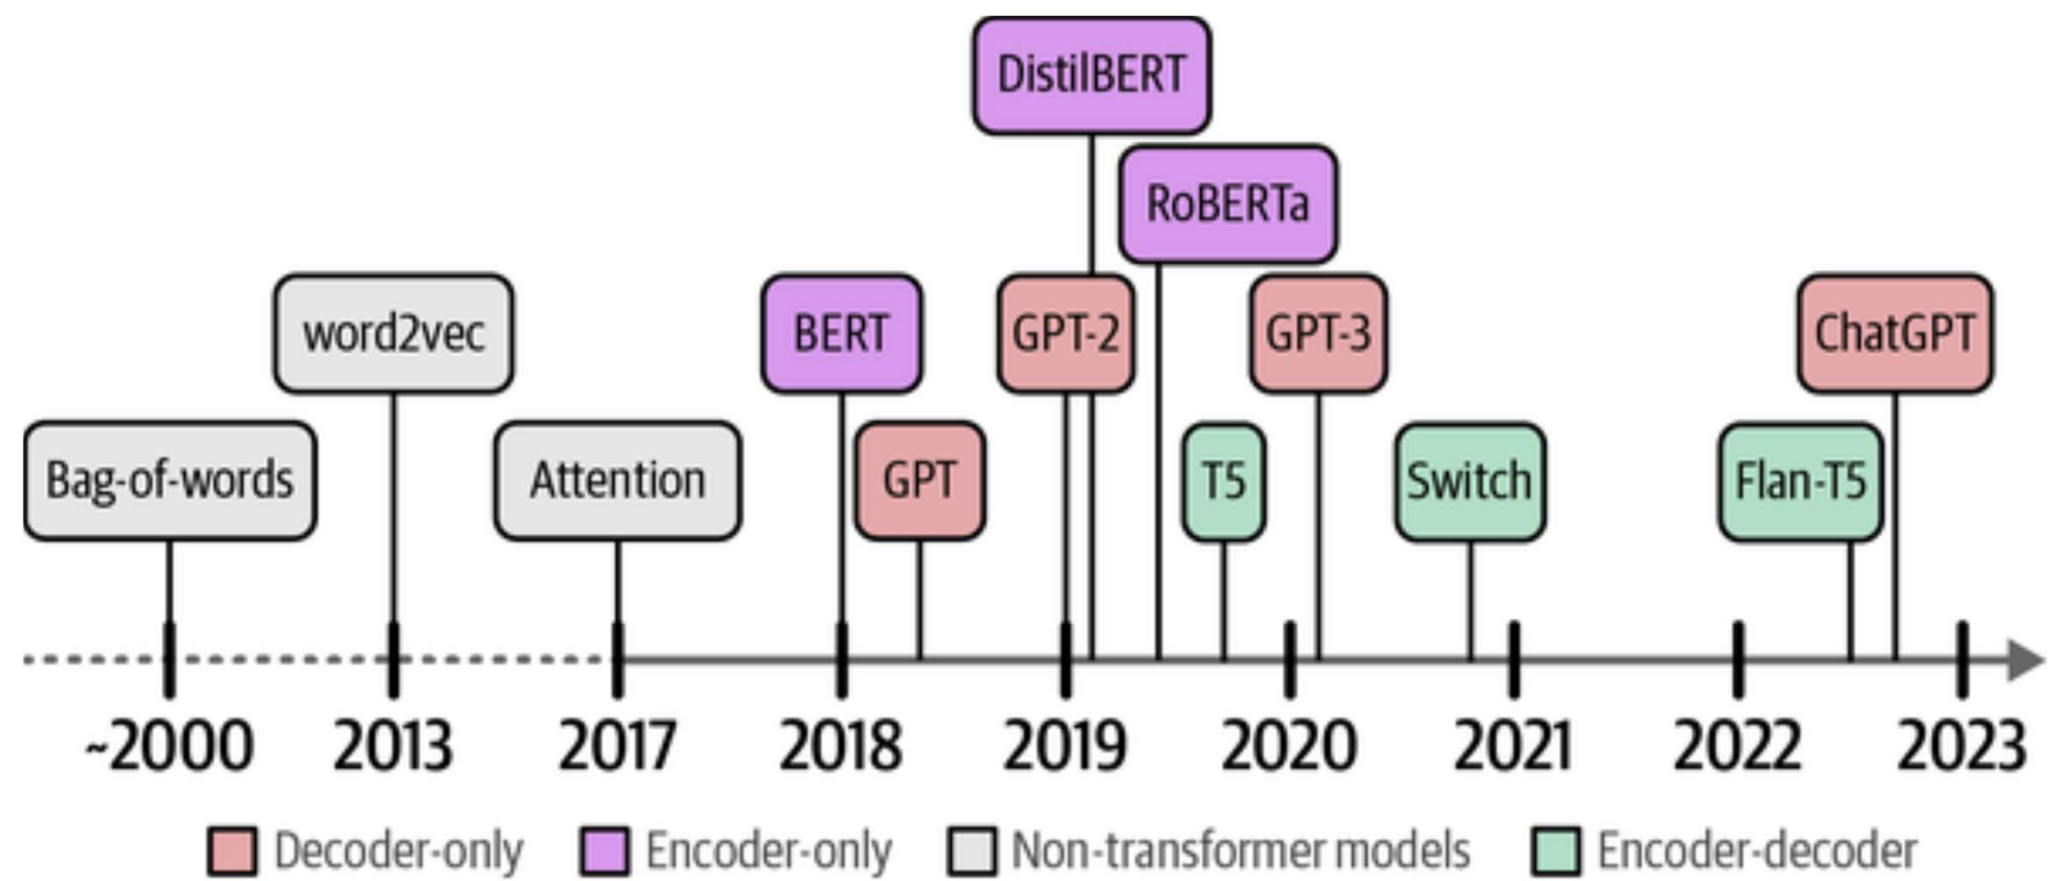 DistilBERT
RoBERTa
word2vec
BERT
GPT-2
GPT-3
ChatGPT
Bag-of-words
Attention
GPT
T5
Switch
Flan-T5
~2000 2013 2017 2018 2019 2020 2021 2022 2023
Decoder-only Encoder-only Non-transformer models Encoder-decoder